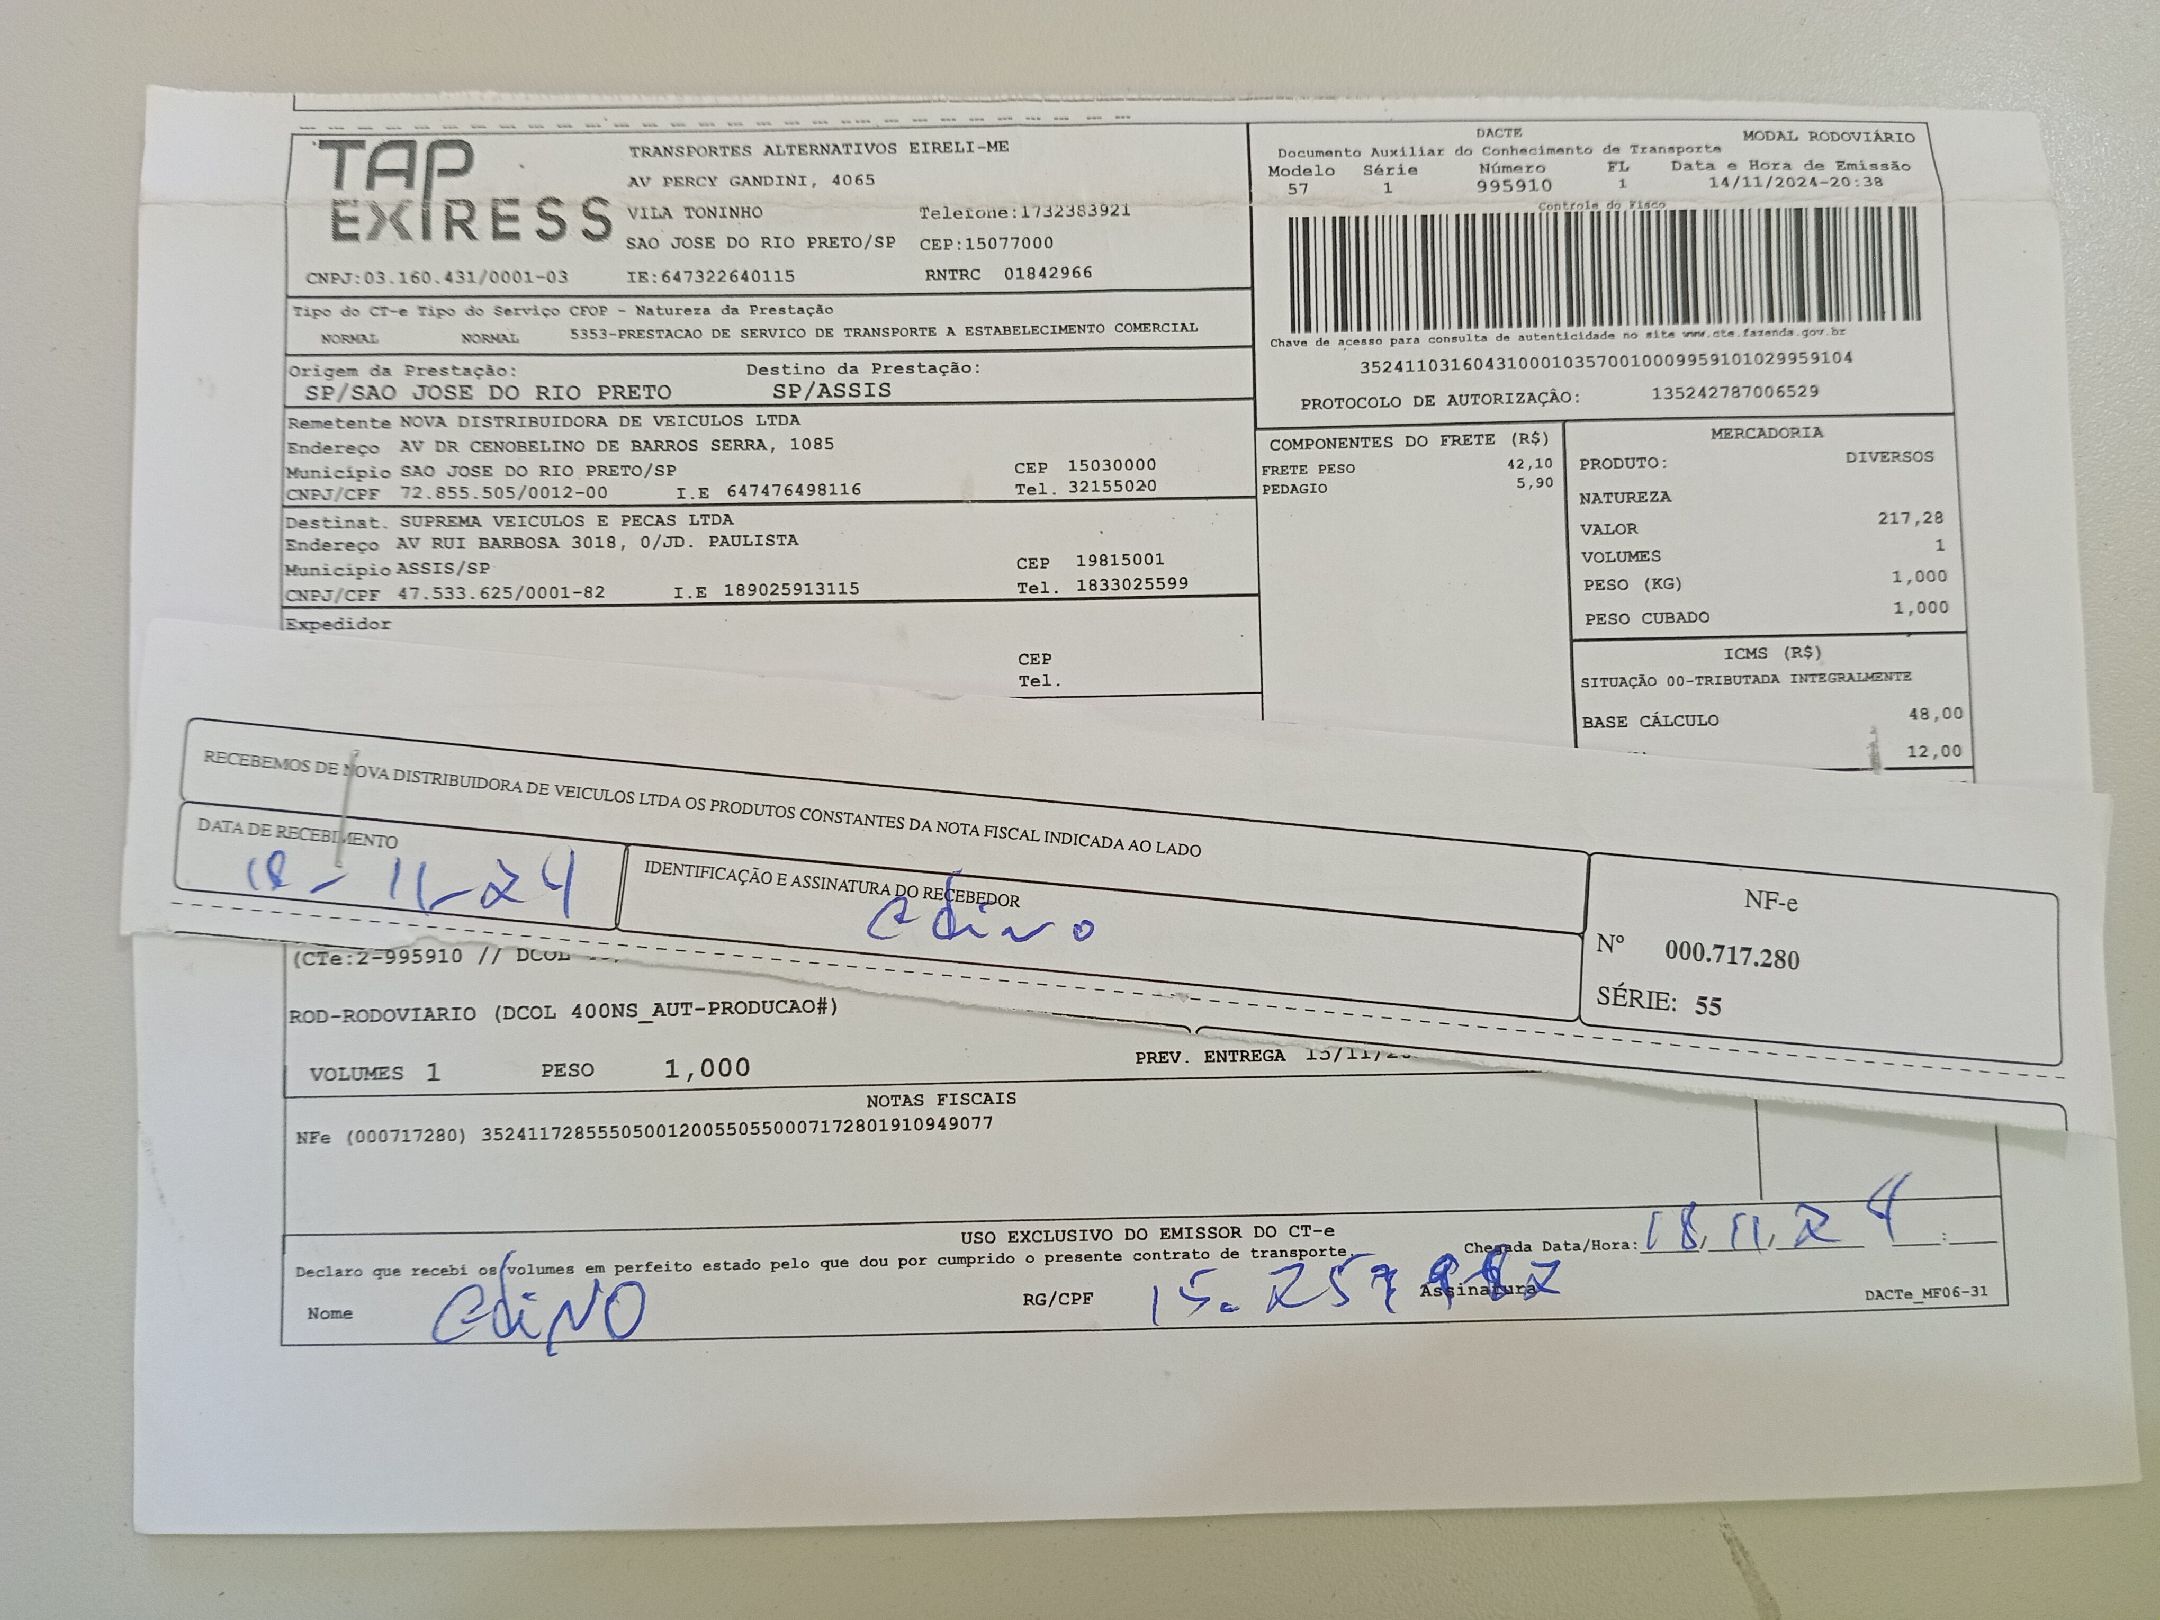 TAP
EXPRESS
TRANSPORTES ALTERNATIVOS EIRELI-ME
AV PERCY GANDINI, 4065
VILA TONINHO Telefone:1732383921
SAO JOSE DO RIO PRETO/SP CEP:15077000
CNPJ:03.160.431/0001-03 IE:647322640115 RNTRC 01842966
DACTE MODAL RODOVIÁRIO
Documento Auxiliar do Conhecimento de Transporte
Modelo Série Número FL Data e Hora de Emissão
57 1 995910 1 14/11/2024-20:38
Controle do Fisco
Chave de acesso para consulta de autenticidade no site www.cte.fazenda.gov.br
35241103160431000103570010009959101029959104
PROTOCOLO DE AUTORIZAÇÂO: 135242787006529
Tipo do CT-e Tipo do Serviço CFOP - Natureza da Prestação
NORMAL NORMAL 5353-PRESTACAO DE SERVICO DE TRANSPORTE A ESTABELECIMENTO COMERCIAL
Origem da Prestação: Destino da Prestação:
SP/SAO JOSE DO RIO PRETO SP/ASSIS
Remetente NOVA DISTRIBUIDORA DE VEICULOS LTDA
Endereço AV DR CENOBELINO DE BARROS SERRA, 1085
Município SAO JOSE DO RIO PRETO/SP CEP 15030000
CNPJ/CPF 72.855.505/0012-00 I.E 647476498116 Tel. 32155020
Destinat. SUPREMA VEICULOS E PECAS LTDA
Endereço AV RUI BARBOSA 3018, 0/JD. PAULISTA
Município ASSIS/SP CEP 19815001
CNPJ/CPF 47.533.625/0001-82 I.E 189025913115 Tel. 1833025599
Expedidor
CEP
Tel.
COMPONENTES DO FRETE (R$)
FRETE PESO 42,10
PEDAGIO 5,90
MERCADORIA
PRODUTO: DIVERSOS
NATUREZA
VALOR 217,28
VOLUMES 1
PESO (KG) 1,000
PESO CUBADO 1,000
ICMS (R$)
SITUAÇÃO 00-TRIBUTADA INTEGRALMENTE
BASE CÁLCULO 48,00
12,00
RECEBEMOS DE NOVA DISTRIBUIDORA DE VEICULOS LTDA OS PRODUTOS CONSTANTES DA NOTA FISCAL INDICADA AO LADO
DATA DE RECEBIMENTO
18-11-24
IDENTIFICAÇÃO E ASSINATURA DO RECEBEDOR
Edino
NF-e
Nº 000.717.280
SÉRIE: 55
(CTe:2-995910 // DCOL
ROD-RODOVIARIO (DCOL 400NS_AUT-PRODUCAO#)
VOLUMES 1 PESO 1,000 PREV. ENTREGA 15/11/20
NOTAS FISCAIS
NFe (000717280) 35241172855505001200550550007172801910949077
USO EXCLUSIVO DO EMISSOR DO CT-e
Declaro que recebi os volumes em perfeito estado pelo que dou por cumprido o presente contrato de transporte. Chegada Data/Hora: 18/11/24 :
Nome Edino RG/CPF 15.257 Assinatura DACTe_MF06-31